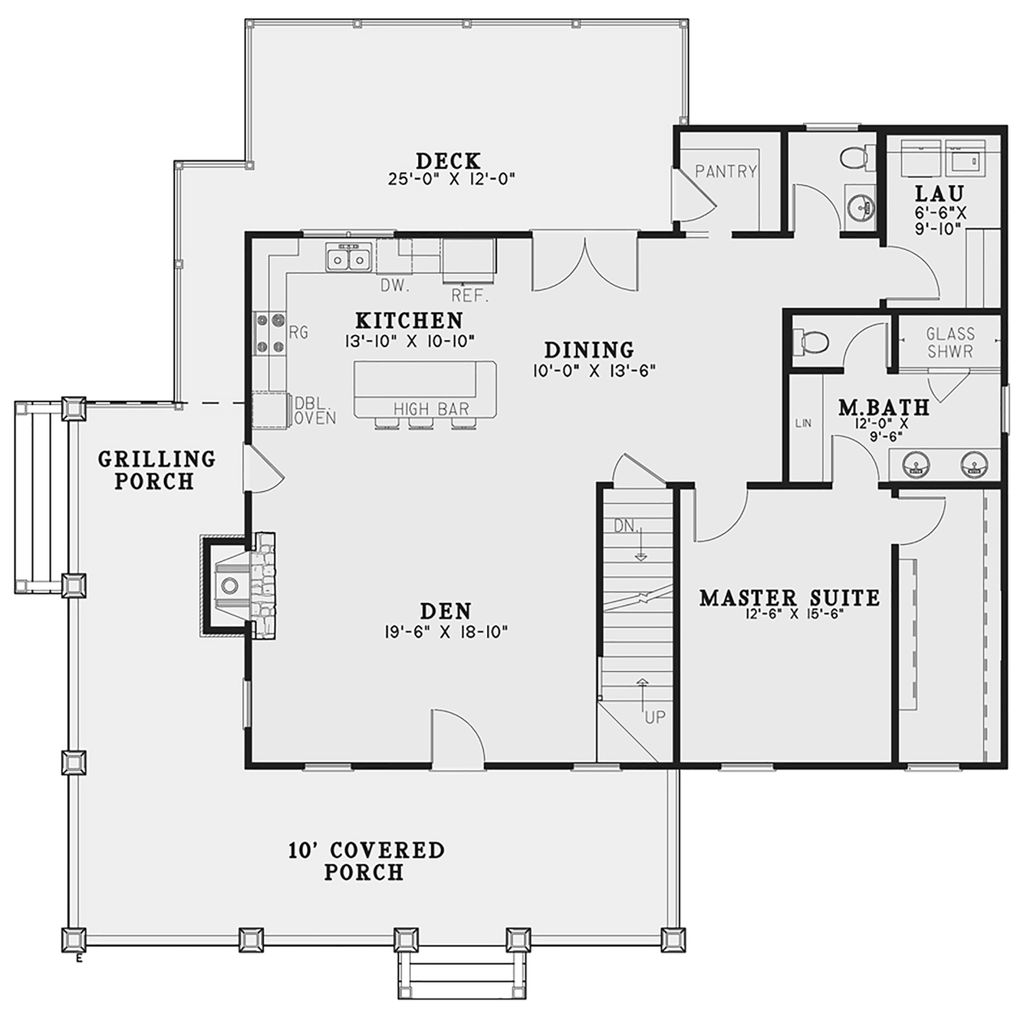 DECK
25'-0" X 12'-0"
PANTRY
LAU
6'-6"X
9'-10"
DW.
REF.
KITCHEN
13'-10" X 10-10"
RG
DINING
10'-0" X 13'-6"
GLASS
SHWR
DBL.
OVEN
HIGH BAR
M.BATH
12'-0" X
9'-6"
LIN
GRILLING
PORCH
DN.
DEN
19'-6" X 18-10"
MASTER SUITE
12'-6" X 15'-6"
UP
10' COVERED
PORCH
E